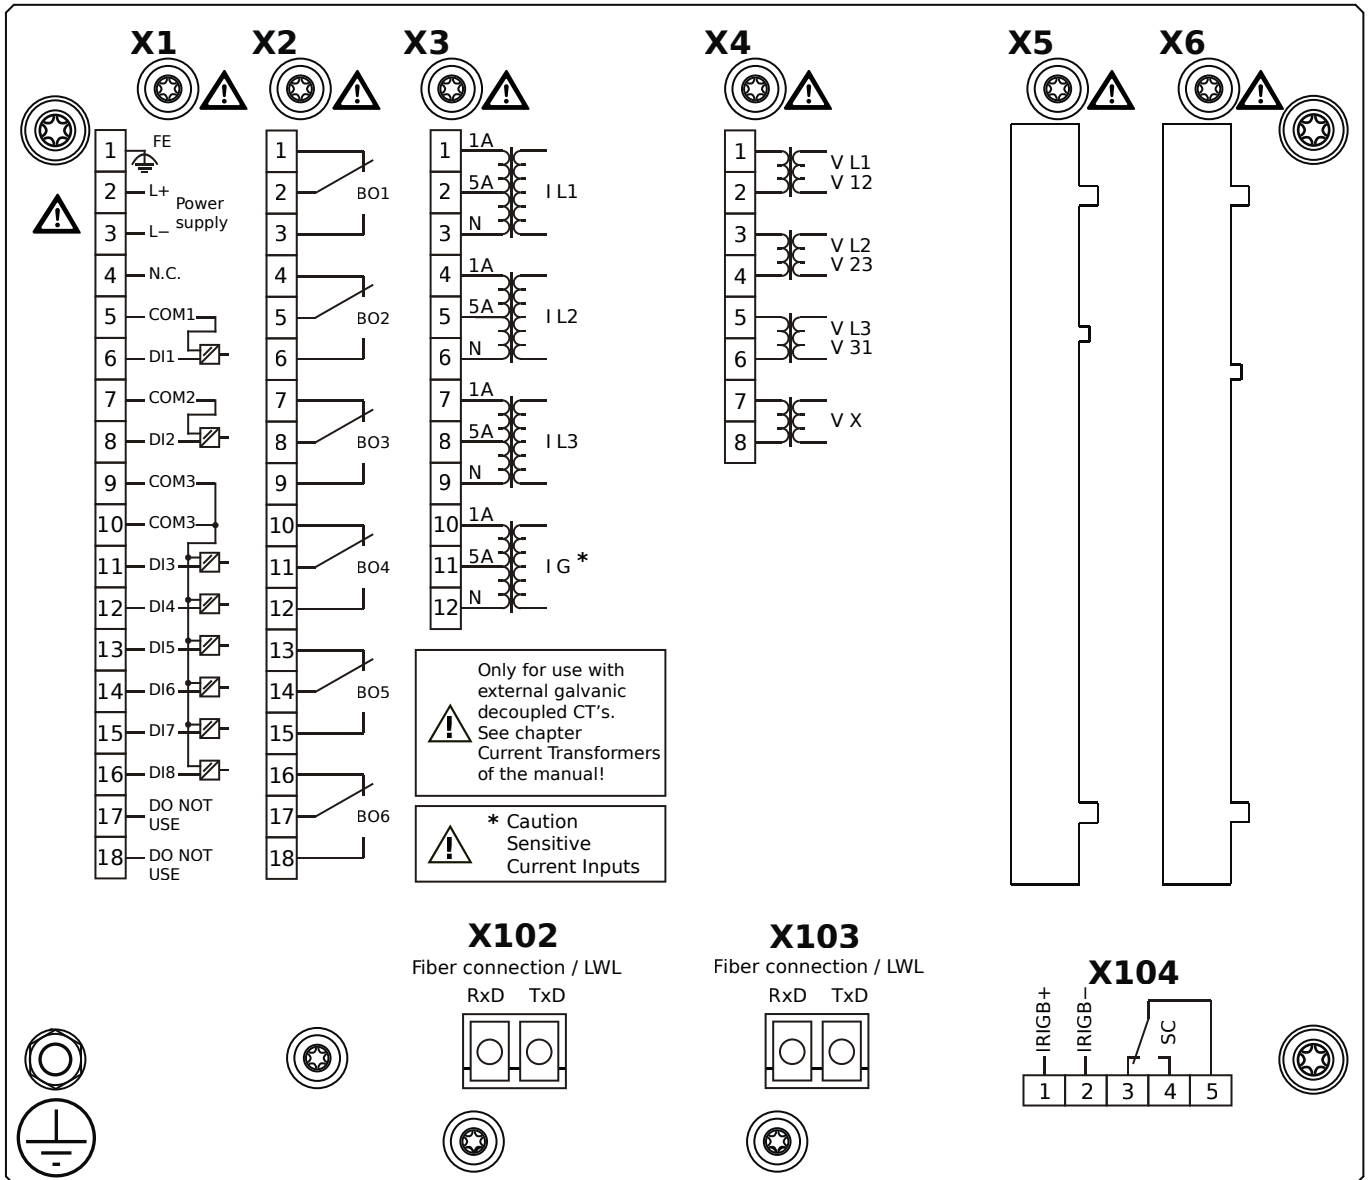 X1 X2 X3 X4 X5 X6
1 FE
2 L+
Power
supply
3 L−
4 N.C.
5 COM1
6 DI1
7 COM2
8 DI2
9 COM3
10 COM3
11 DI3
12 DI4
13 DI5
14 DI6
15 DI7
16 DI8
17 DO NOT
USE
18 DO NOT
USE
1
2 BO1
3
4
5 BO2
6
7
8 BO3
9
10
11 BO4
12
13
14 BO5
15
16
17 BO6
18
1 1A
2 5A I L1
3 N
4 1A
5 5A I L2
6 N
7 1A
8 5A I L3
9 N
10 1A
11 5A I G *
12 N
Only for use with
external galvanic
decoupled CT's.
See chapter
Current Transformers
of the manual!
* Caution
Sensitive
Current Inputs
1 V L1
2 V 12
3 V L2
4 V 23
5 V L3
6 V 31
7 V X
8
X102
Fiber connection / LWL
RxD TxD
X103
Fiber connection / LWL
RxD TxD
X104
IRIGB+ IRIGB− SC
1 2 3 4 5